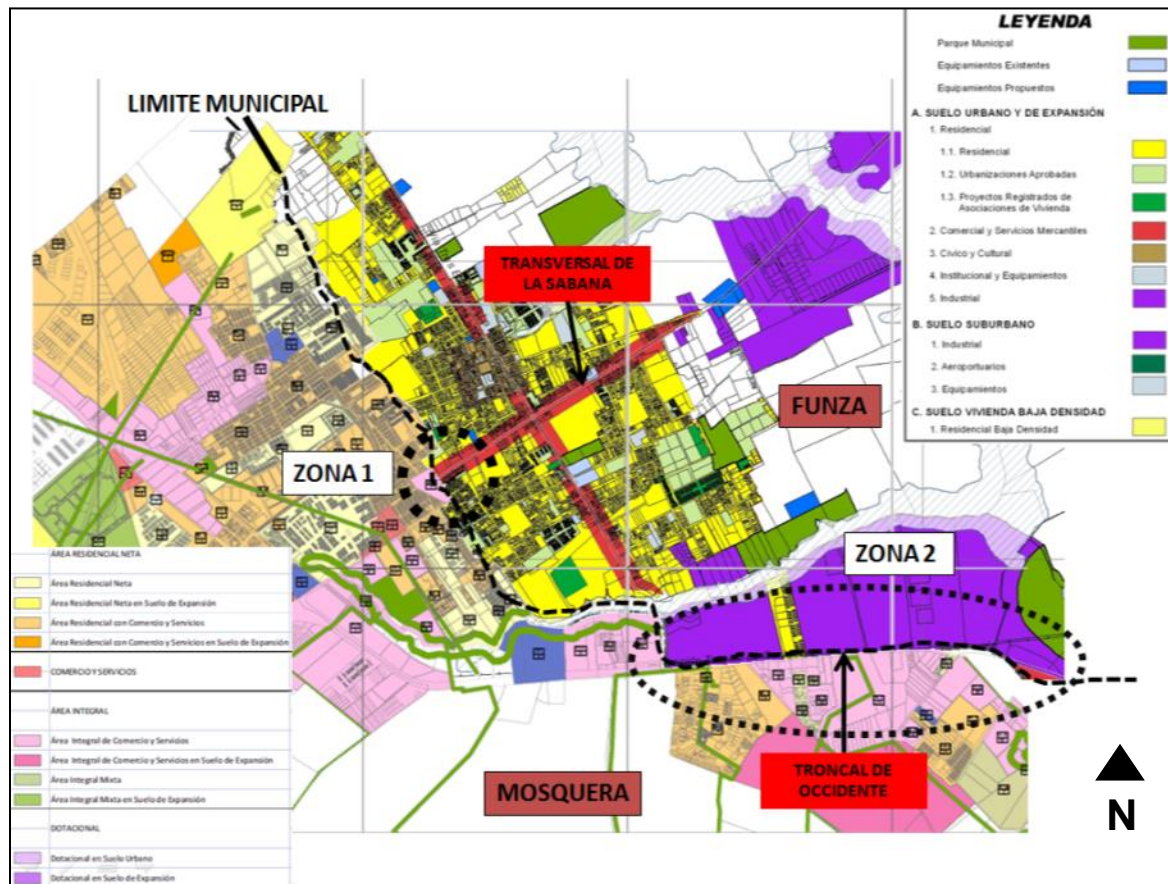 LEYENDA
Parque Municipal
Equipamientos Existentes
Equipamientos Propuestos
A. SUELO URBANO Y DE EXPANSIÓN
1. Residencial
1.1. Residencial
1.2. Urbanizaciones Aprobadas
1.3. Proyectos Registrados de
Asociaciones de Vivienda
2. Comercial y Servicios Mercantiles
3. Cívico y Cultural
4. Institucional y Equipamientos
5. Industrial
B. SUELO SUBURBANO
1. Industrial
2. Aeroportuarios
3. Equipamientos
C. SUELO VIVIENDA BAJA DENSIDAD
1. Residencial Baja Densidad
LIMITE MUNICIPAL
TRANSVERSAL DE
LA SABANA
FUNZA
ZONA 1
ZONA 2
MOSQUERA
TRONCAL DE
OCCIDENTE
N
ÁREA RESIDENCIAL NETA
Área Residencial Neta
Área Residencial Neta en Suelo de Expansión
Área Residencial con Comercio y Servicios
Área Residencial con Comercio y Servicios en Suelo de Expansión
COMERCIO Y SERVICIOS
ÁREA INTEGRAL
Área Integral de Comercio y Servicios
Área Integral de Comercio y Servicios en Suelo de Expansión
Área Integral Mixta
Área Integral Mixta en Suelo de Expansión
DOTACIONAL
Dotacional en Suelo Urbano
Dotacional en Suelo de Expansión